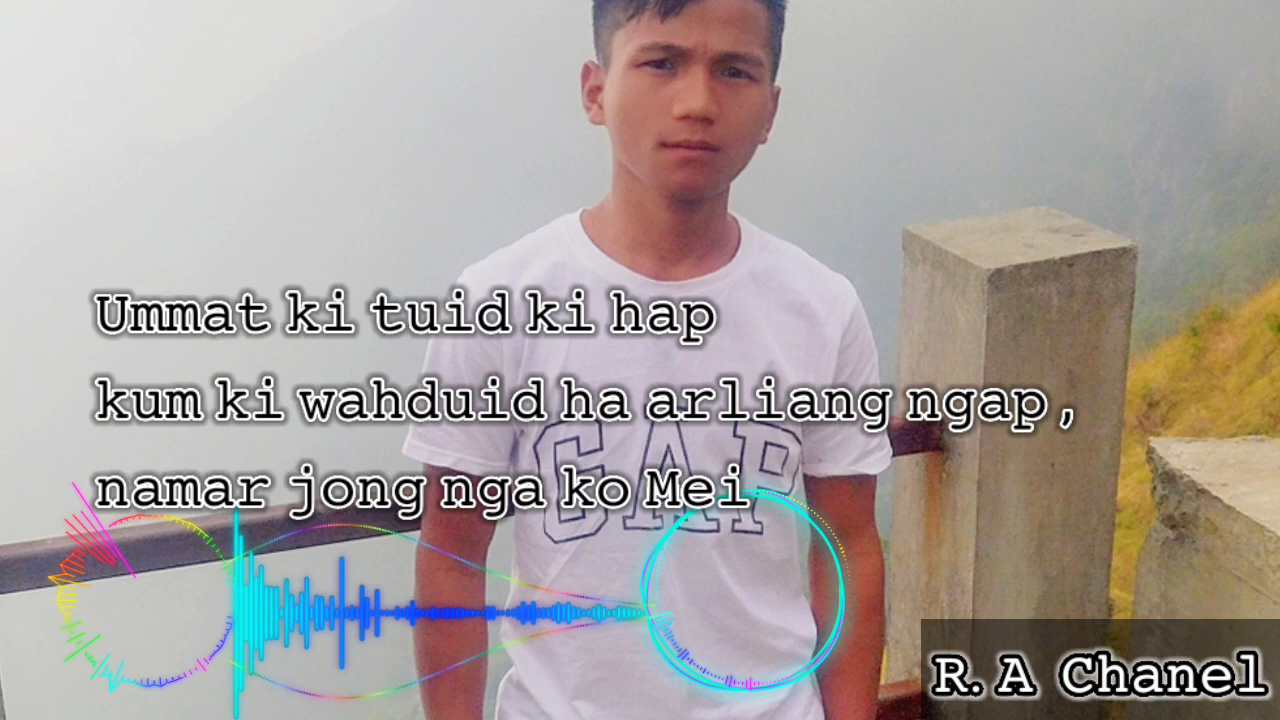 Ummat ki tuid ki hap
kum ki wahduid ha arliang ngap,
namar jong nga ko Mei
GAP
R.A Chanel